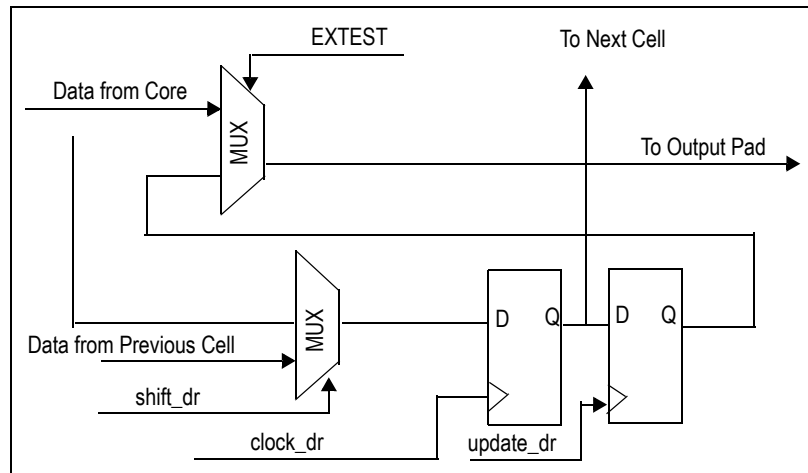 EXTEST
To Next Cell
Data from Core
MUX
To Output Pad
MUX
D Q
D Q
Data from Previous Cell
shift_dr
clock_dr
update_dr